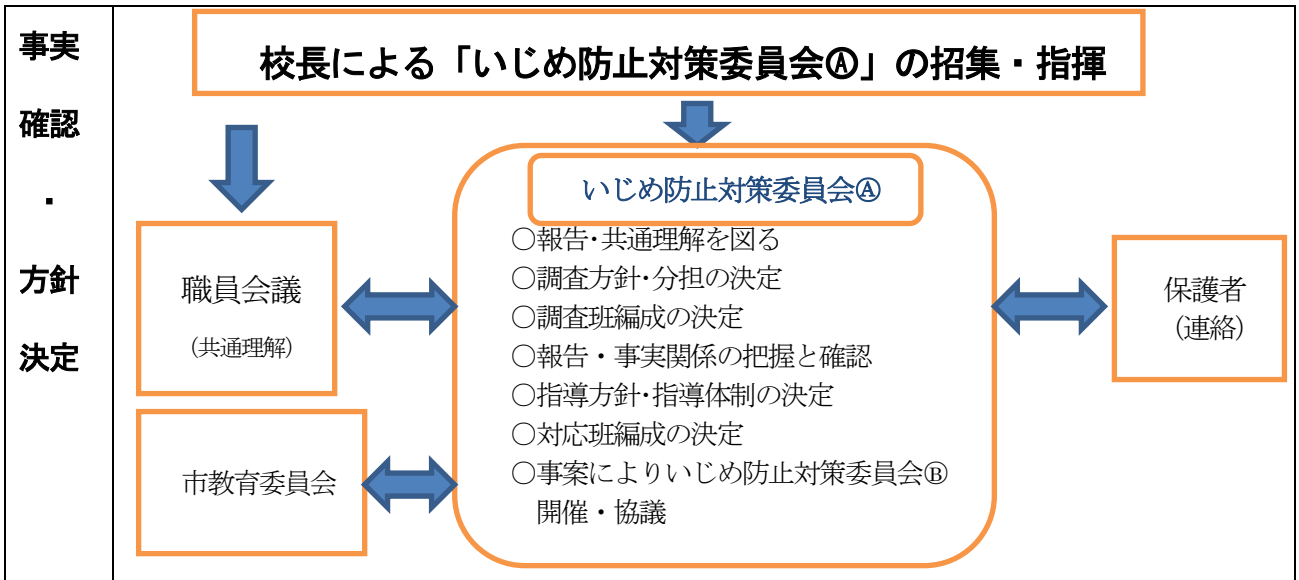 事実
確認
・
方針
決定
校長による「いじめ防止対策委員会Ⓐ」の招集・指揮
いじめ防止対策委員会Ⓐ
○報告・共通理解を図る
○調査方針・分担の決定
○調査班編成の決定
○報告・事実関係の把握と確認
○指導方針・指導体制の決定
○対応班編成の決定
○事案によりいじめ防止対策委員会Ⓑ
開催・協議
職員会議
（共通理解）
市教育委員会
保護者
（連絡）